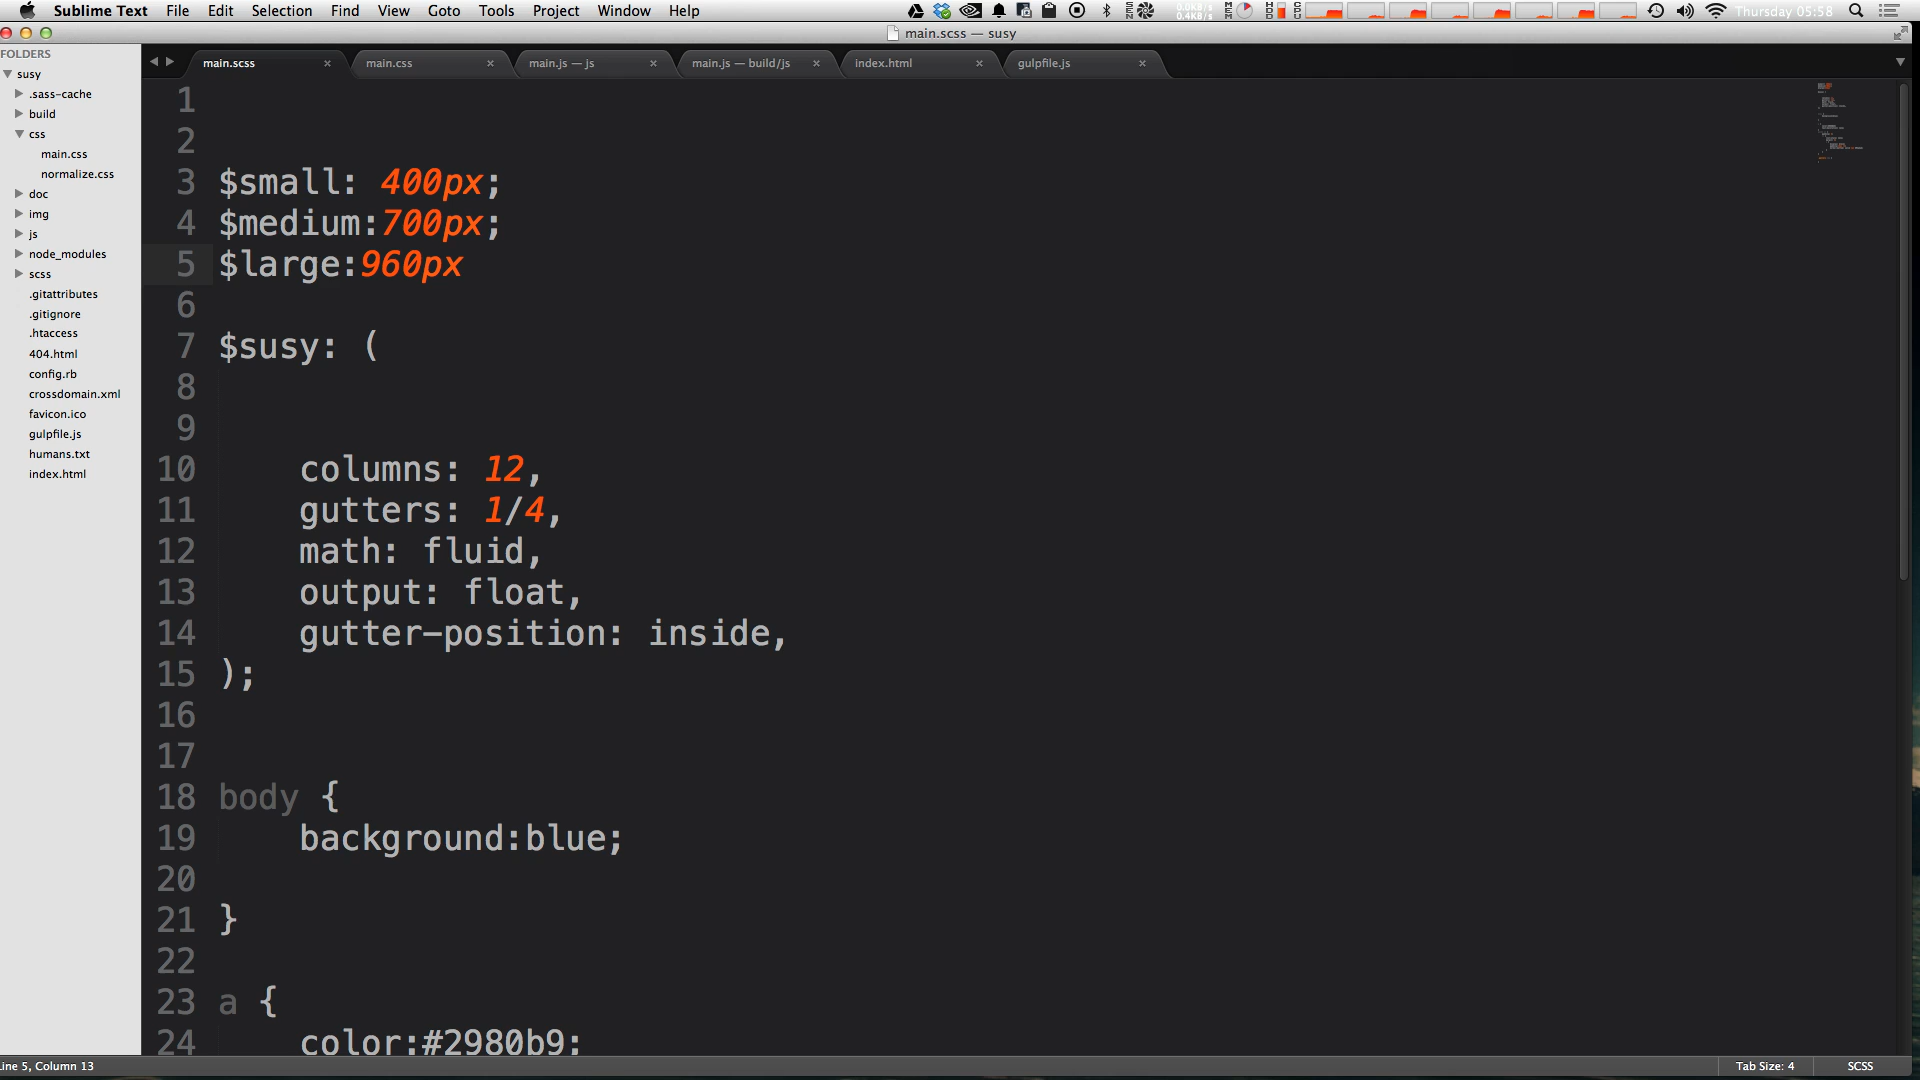 Sublime Text File Edit Selection Find View Goto Tools Project Window Help Thursday 05:58
main.scss — susy
FOLDERS
susy
.sass-cache
build
css
main.css
normalize.css
doc
img
js
node_modules
scss
.gitattributes
.gitignore
.htaccess
404.html
config.rb
crossdomain.xml
favicon.ico
gulpfile.js
humans.txt
index.html
main.scss main.css main.js — js main.js — build/js index.html gulpfile.js
1
2
3 $small: 400px;
4 $medium:700px;
5 $large:960px
6
7 $susy: (
8
9
10 columns: 12,
11 gutters: 1/4,
12 math: fluid,
13 output: float,
14 gutter-position: inside,
15 );
16
17
18 body {
19 background:blue;
20
21 }
22
23 a {
24 color:#2980b9;
ine 5, Column 13 Tab Size: 4 SCSS